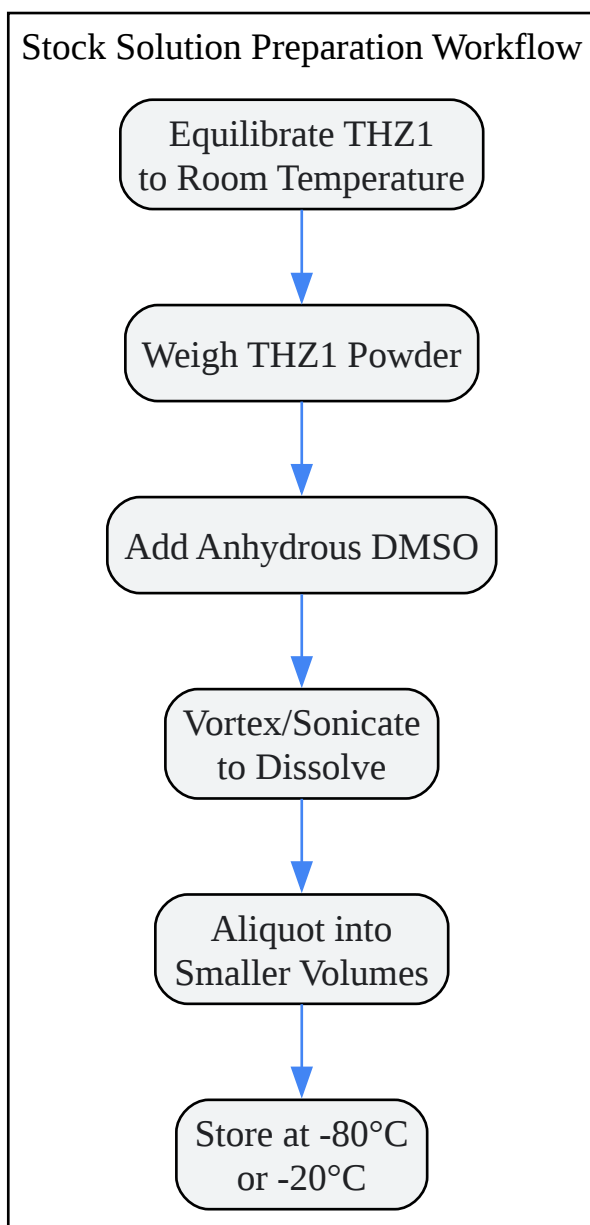 Stock Solution Preparation Workflow
Equilibrate THZ1
to Room Temperature
Weigh THZ1 Powder
Add Anhydrous DMSO
Vortex/Sonicate
to Dissolve
Aliquot into
Smaller Volumes
Store at -80°C
or -20°C